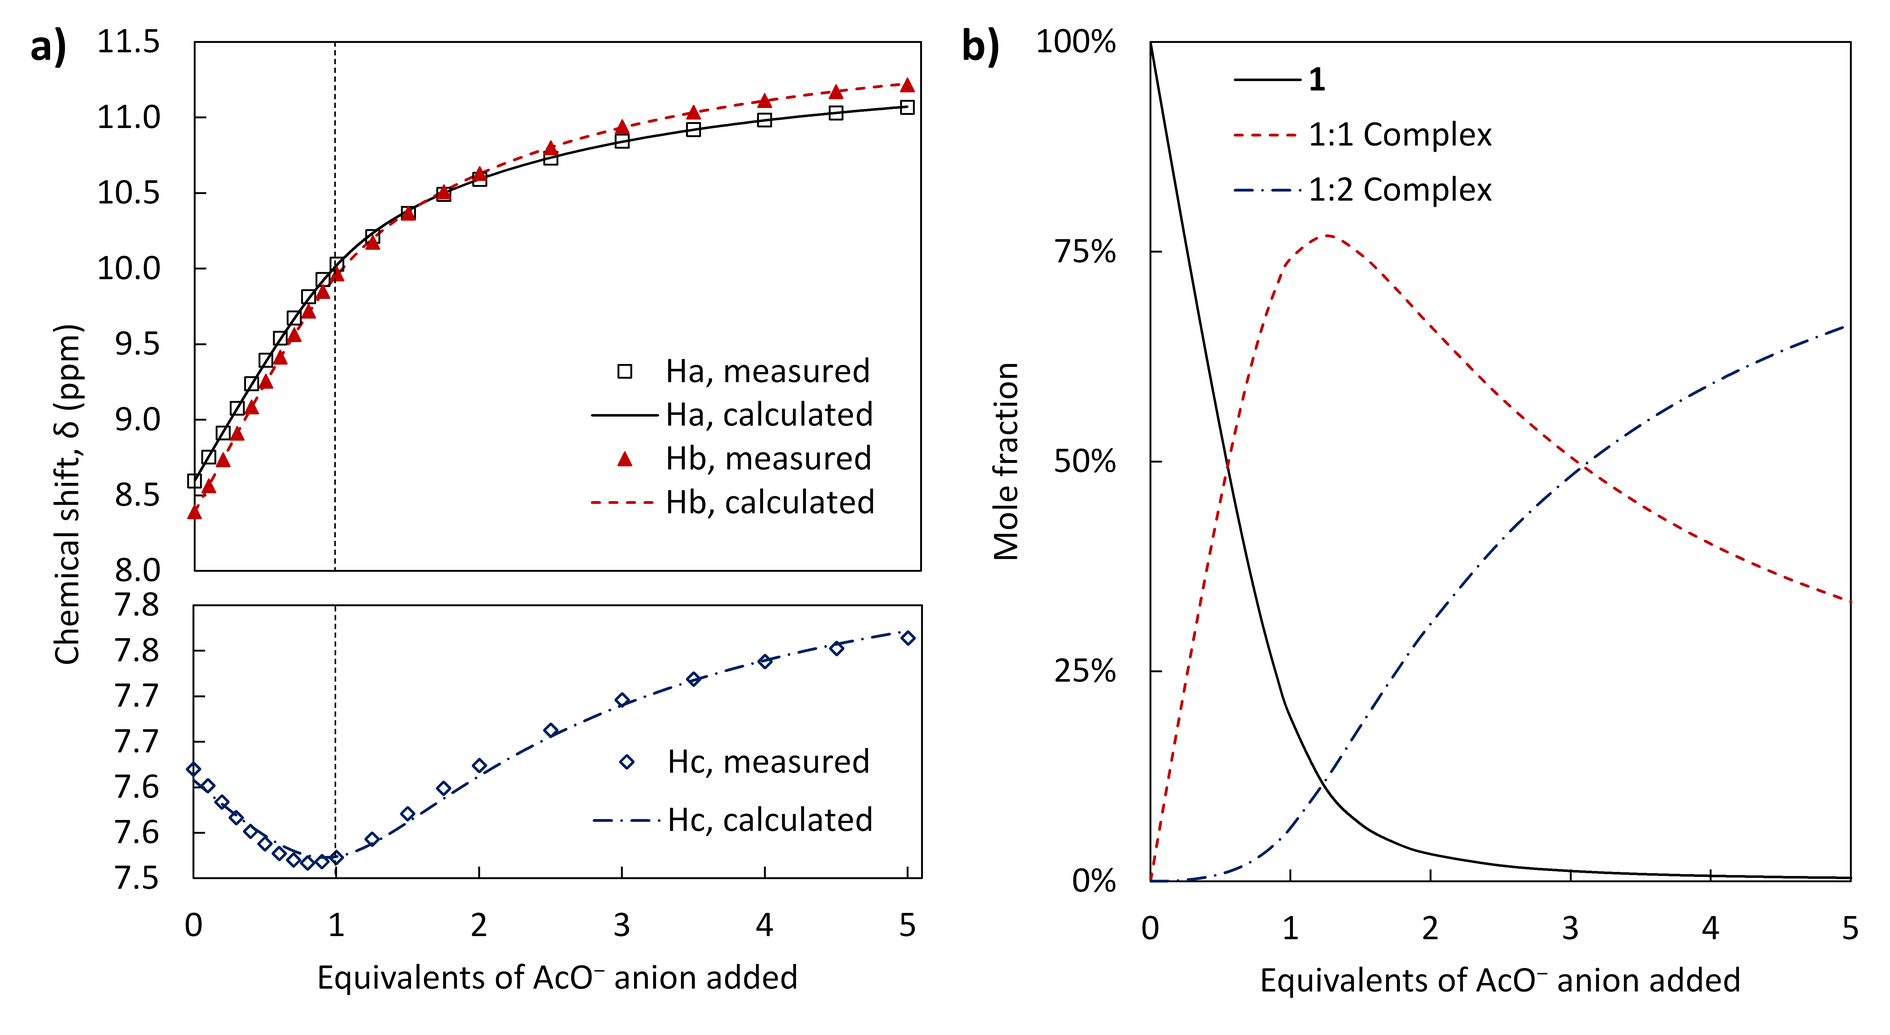 a)
11.5
11.0
10.5
10.0
9.5
9.0
8.5
8.0
Chemical shift, δ (ppm)
Ha, measured
Ha, calculated
Hb, measured
Hb, calculated
7.8
7.8
7.7
7.7
7.6
7.6
7.5
Hc, measured
Hc, calculated
0 1 2 3 4 5
Equivalents of AcO⁻ anion added
b)
100%
75%
50%
25%
0%
Mole fraction
1
1:1 Complex
1:2 Complex
0 1 2 3 4 5
Equivalents of AcO⁻ anion added